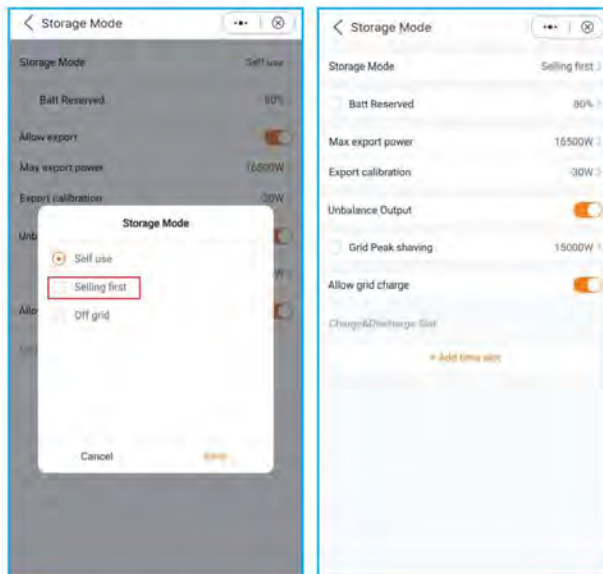 Storage Mode
Storage Mode Self use
Batt Reserved 80%
Allow export
Max export power 16500W
Export calibration -30W
Unb
W
Allo
Storage Mode
Self use
Selling first
Off grid
Cancel Save
Storage Mode
Storage Mode Selling first
Batt Reserved 80%
Max export power 16500W
Export calibration -30W
Unbalance Output
Grid Peak shaving 15000W
Allow grid charge
Charge&Discharge Slot
+ Add time slot